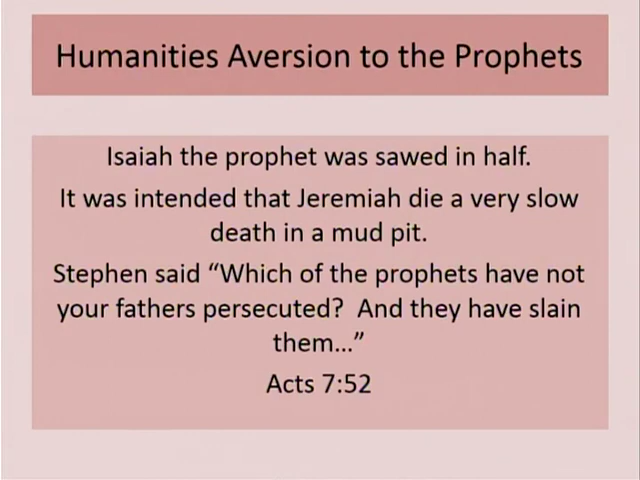 Humanities Aversion to the Prophets
Isaiah the prophet was sawed in half.
It was intended that Jeremiah die a very slow
death in a mud pit.
Stephen said “Which of the prophets have not
your fathers persecuted?  And they have slain
them…”
Acts 7:52